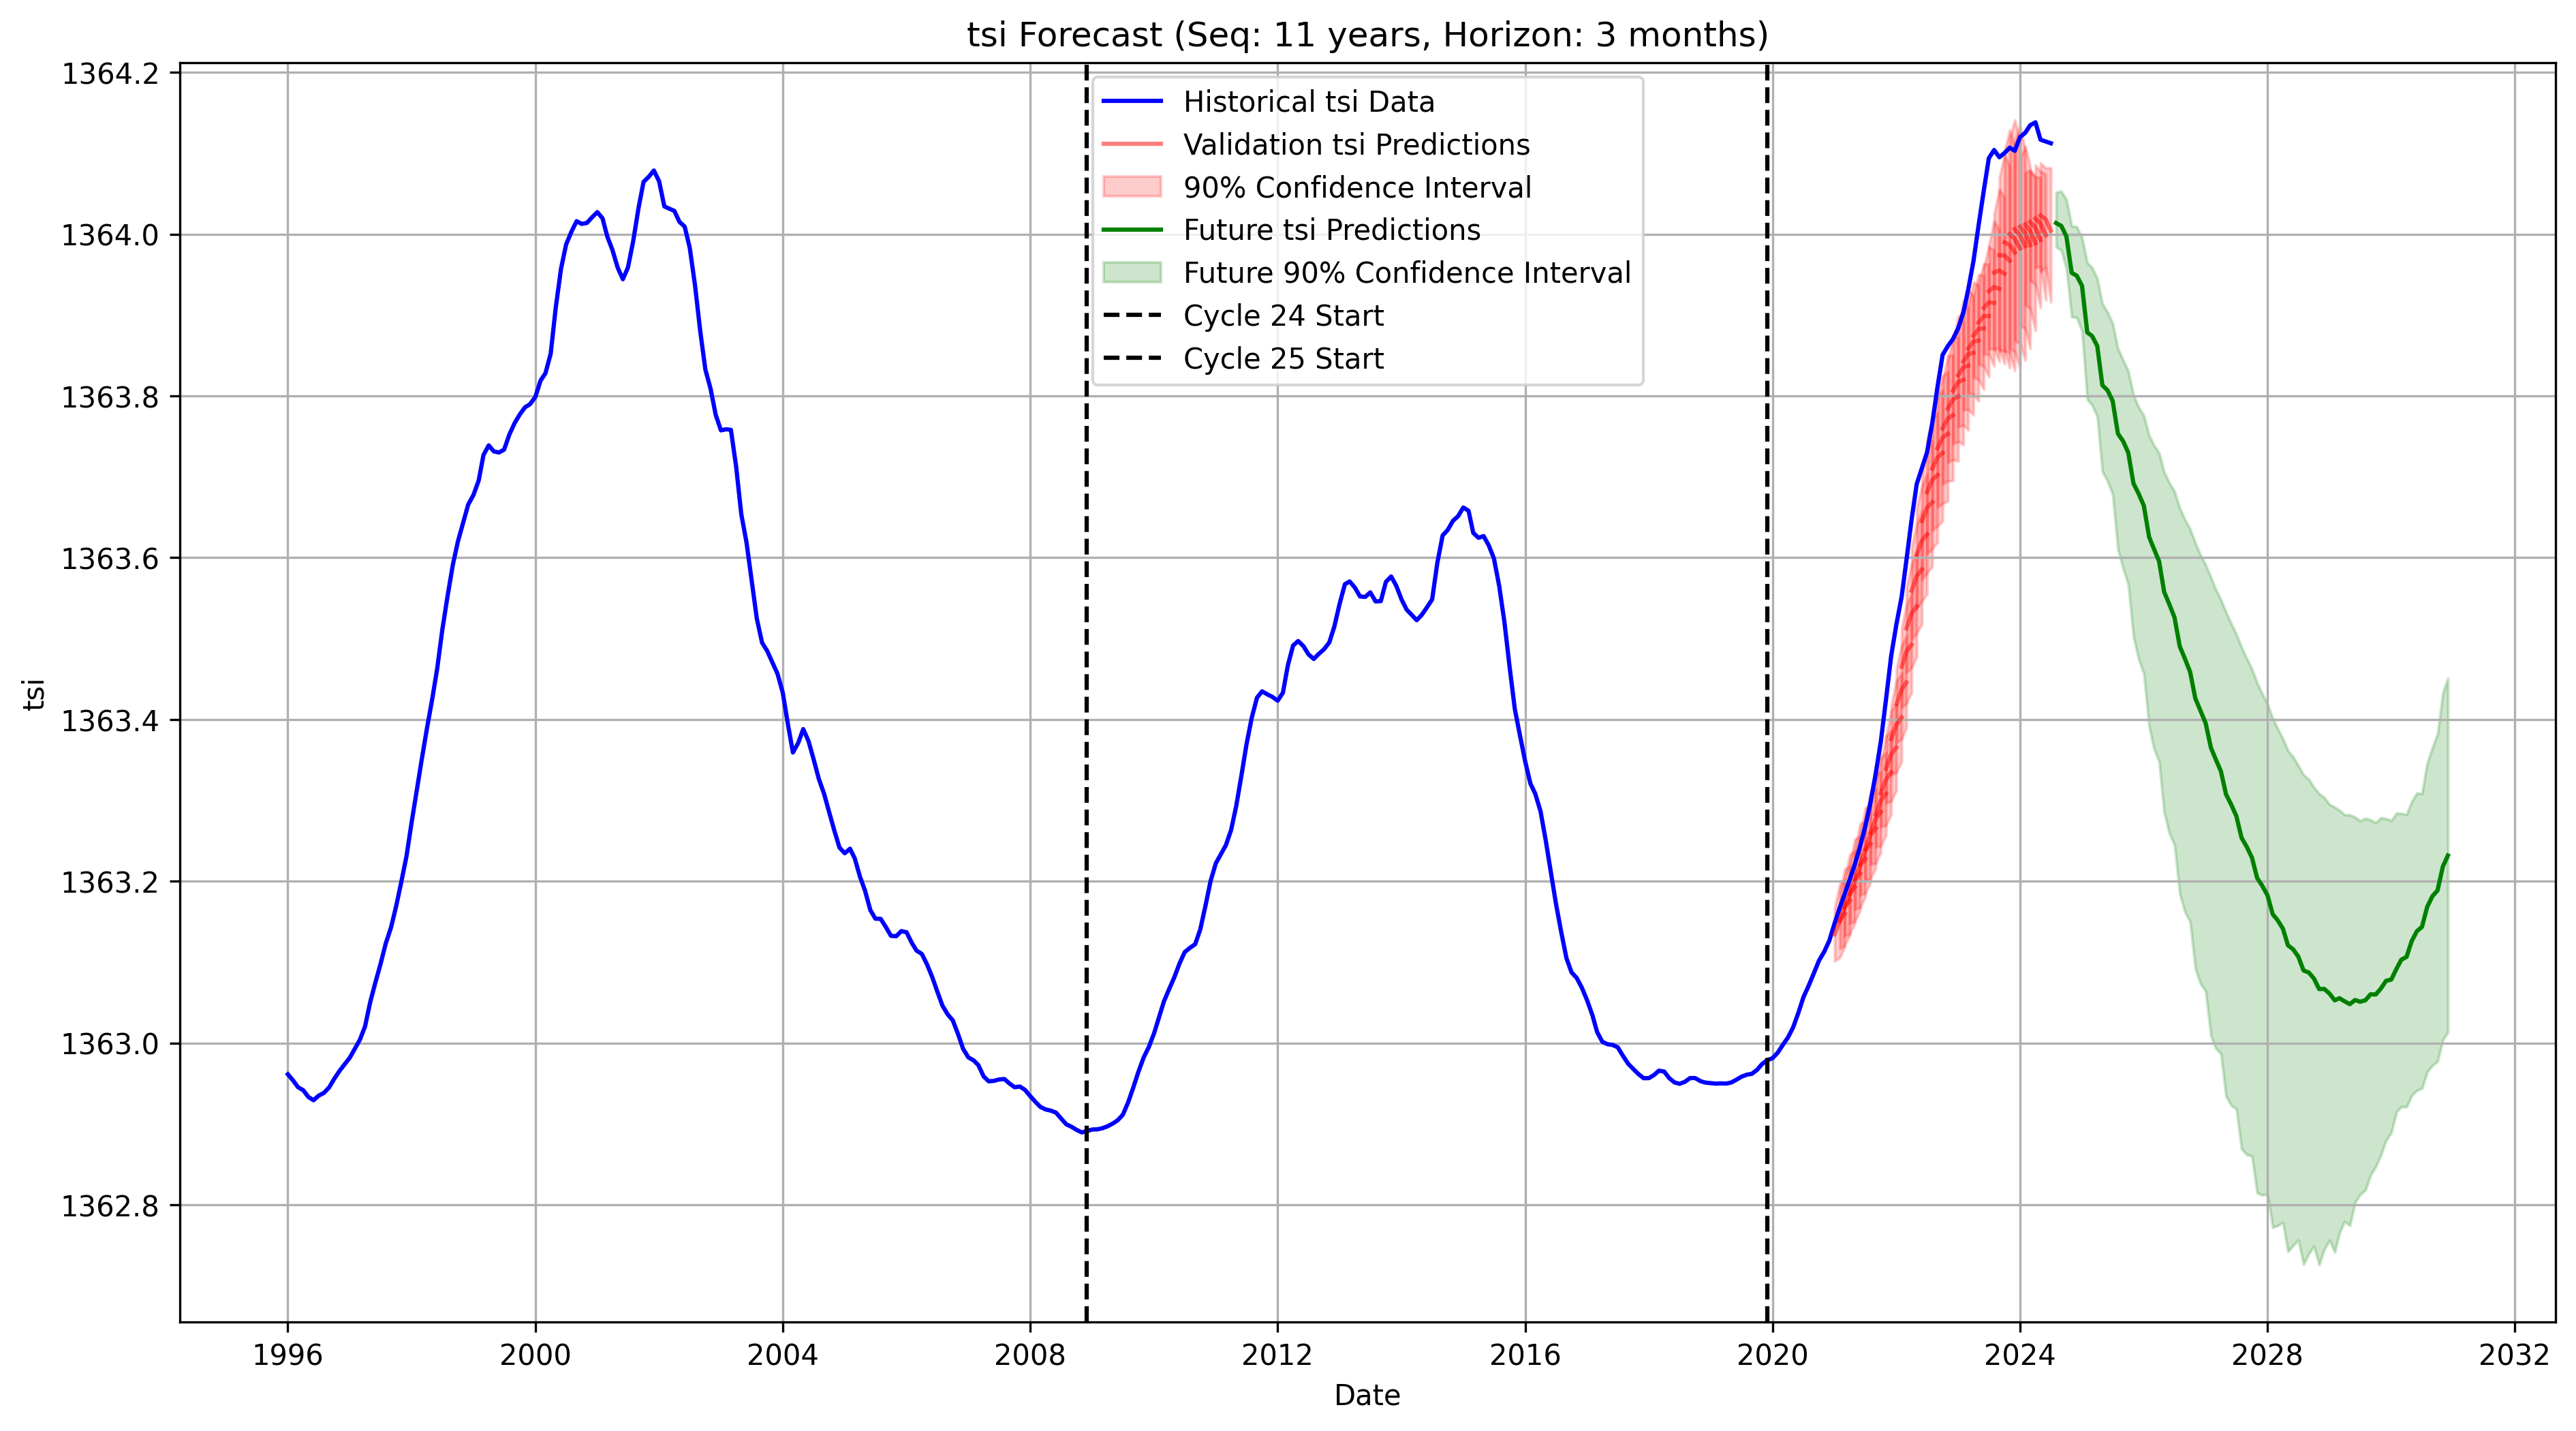 tsi Forecast (Seq: 11 years, Horizon: 3 months)
1364.2
1364.0
1363.8
1363.6
1363.4
1363.2
1363.0
1362.8
tsi
Historical tsi Data
Validation tsi Predictions
90% Confidence Interval
Future tsi Predictions
Future 90% Confidence Interval
Cycle 24 Start
Cycle 25 Start
1996 2000 2004 2008 2012 2016 2020 2024 2028 2032
Date